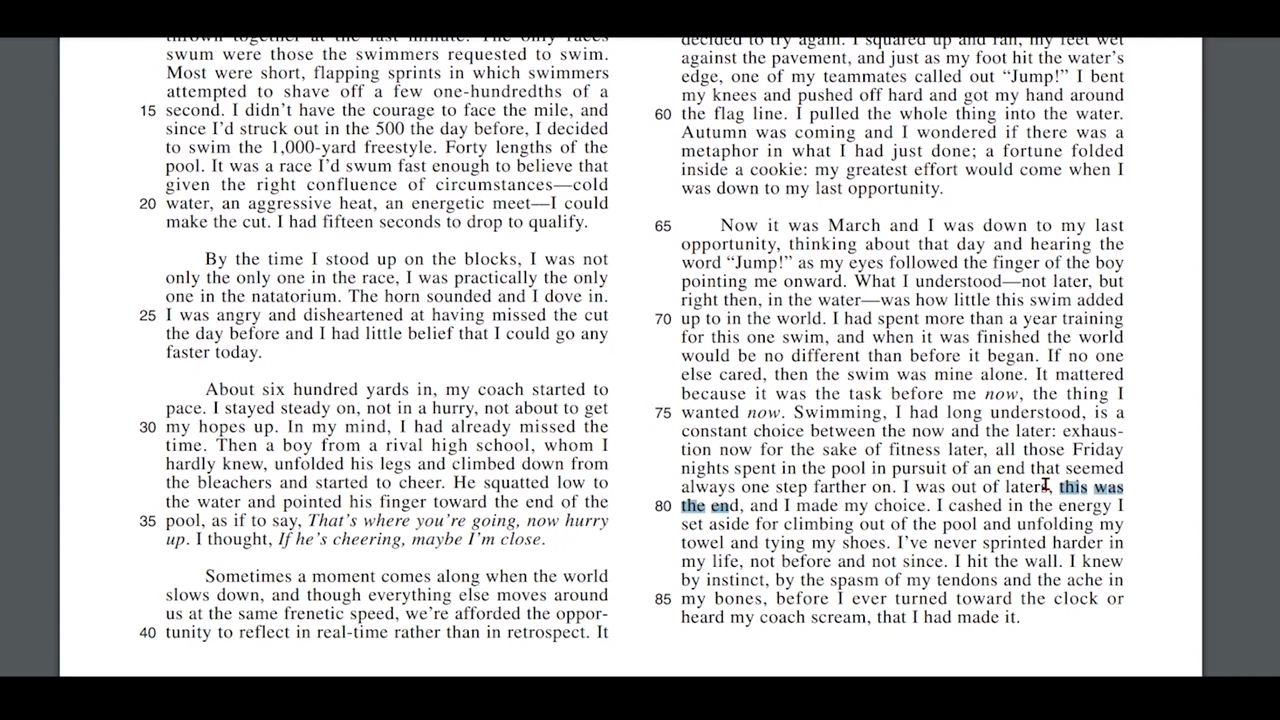 thrown together at the last minute. The only races
swum were those the swimmers requested to swim.
Most were short, flapping sprints in which swimmers
attempted to shave off a few one-hundredths of a
15 second. I didn't have the courage to face the mile, and
since I'd struck out in the 500 the day before, I decided
to swim the 1,000-yard freestyle. Forty lengths of the
pool. It was a race I'd swum fast enough to believe that
given the right confluence of circumstances—cold
20 water, an aggressive heat, an energetic meet—I could
make the cut. I had fifteen seconds to drop to qualify.
By the time I stood up on the blocks, I was not
only the only one in the race, I was practically the only
one in the natatorium. The horn sounded and I dove in.
25 I was angry and disheartened at having missed the cut
the day before and I had little belief that I could go any
faster today.
About six hundred yards in, my coach started to
pace. I stayed steady on, not in a hurry, not about to get
30 my hopes up. In my mind, I had already missed the
time. Then a boy from a rival high school, whom I
hardly knew, unfolded his legs and climbed down from
the bleachers and started to cheer. He squatted low to
the water and pointed his finger toward the end of the
35 pool, as if to say, That's where you're going, now hurry
up. I thought, If he's cheering, maybe I'm close.
Sometimes a moment comes along when the world
slows down, and though everything else moves around
us at the same frenetic speed, we're afforded the oppor-
40 tunity to reflect in real-time rather than in retrospect. It
decided to try again. I squared up and ran, my feet wet
against the pavement, and just as my foot hit the water's
edge, one of my teammates called out "Jump!" I bent
my knees and pushed off hard and got my hand around
60 the flag line. I pulled the whole thing into the water.
Autumn was coming and I wondered if there was a
metaphor in what I had just done; a fortune folded
inside a cookie: my greatest effort would come when I
was down to my last opportunity.
65 Now it was March and I was down to my last
opportunity, thinking about that day and hearing the
word "Jump!" as my eyes followed the finger of the boy
pointing me onward. What I understood—not later, but
right then, in the water—was how little this swim added
70 up to in the world. I had spent more than a year training
for this one swim, and when it was finished the world
would be no different than before it began. If no one
else cared, then the swim was mine alone. It mattered
because it was the task before me now, the thing I
75 wanted now. Swimming, I had long understood, is a
constant choice between the now and the later: exhaus-
tion now for the sake of fitness later, all those Friday
nights spent in the pool in pursuit of an end that seemed
always one step farther on. I was out of laters, this was
80 the end, and I made my choice. I cashed in the energy I
set aside for climbing out of the pool and unfolding my
towel and tying my shoes. I've never sprinted harder in
my life, not before and not since. I hit the wall. I knew
by instinct, by the spasm of my tendons and the ache in
85 my bones, before I ever turned toward the clock or
heard my coach scream, that I had made it.